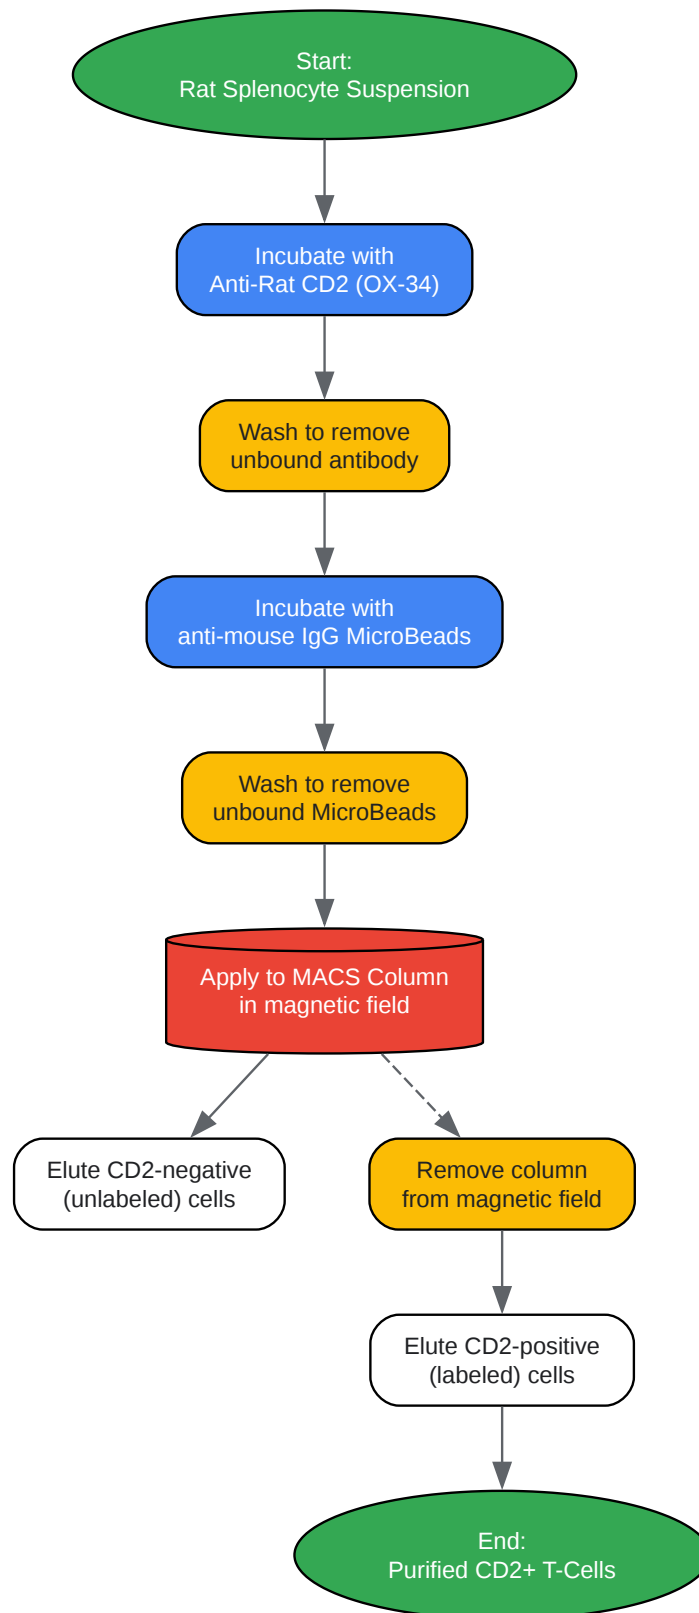 Start:
Rat Splenocyte Suspension
Incubate with
Anti-Rat CD2 (OX-34)
Wash to remove
unbound antibody
Incubate with
anti-mouse IgG MicroBeads
Wash to remove
unbound MicroBeads
Apply to MACS Column
in magnetic field
Elute CD2-negative
(unlabeled) cells
Remove column
from magnetic field
Elute CD2-positive
(labeled) cells
End:
Purified CD2+ T-Cells